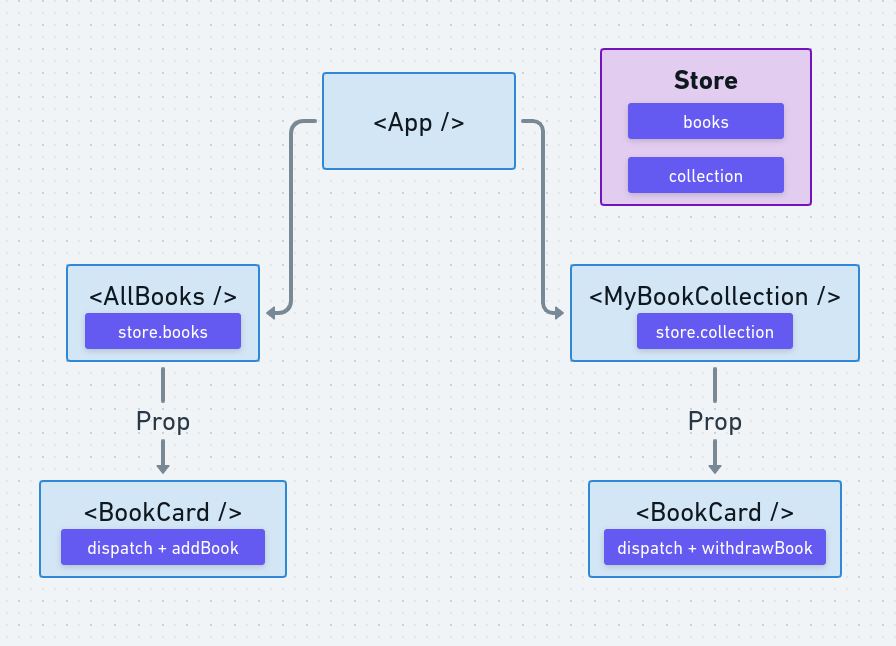 Store
<App />
books
collection
<AllBooks />
store.books
<MyBookCollection />
store.collection
Prop
Prop
<BookCard />
dispatch + addBook
<BookCard />
dispatch + withdrawBook